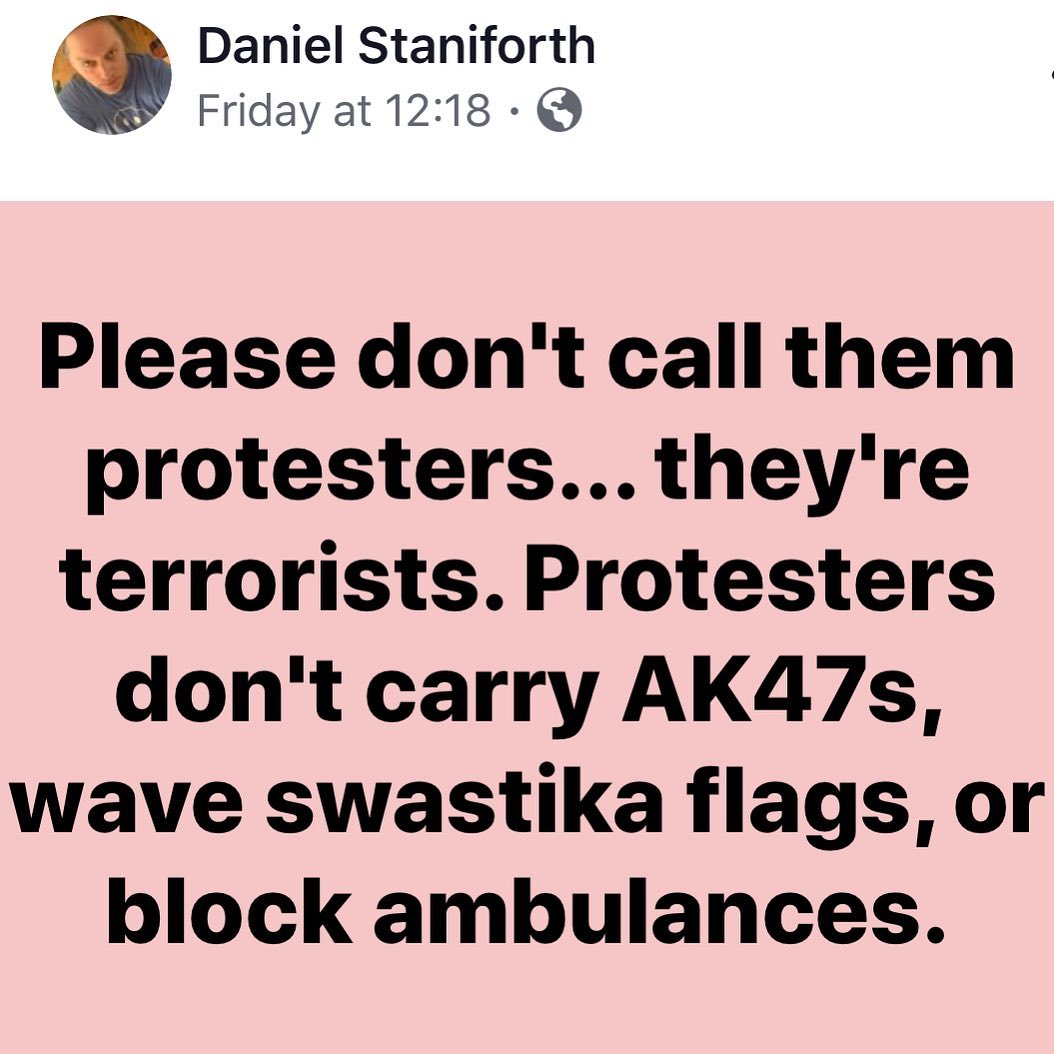 Daniel Staniforth
Friday at 12:18 ·
Please don't call them
protesters... they're
terrorists. Protesters
don't carry AK47s,
wave swastika flags, or
block ambulances.